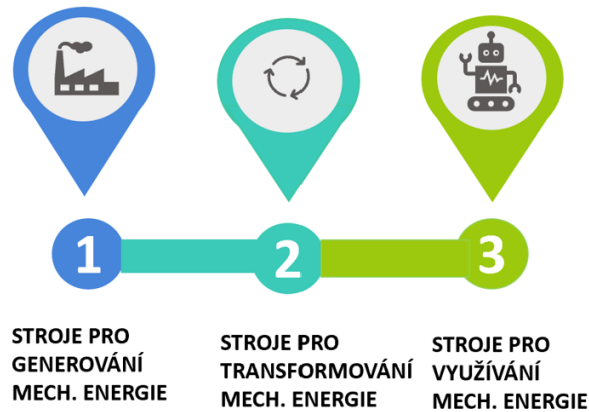 1
2
3
STROJE PRO
GENEROVÁNÍ
MECH. ENERGIE
STROJE PRO
TRANSFORMOVÁNÍ
MECH. ENERGIE
STROJE PRO
VYUŽÍVÁNÍ
MECH. ENERGIE